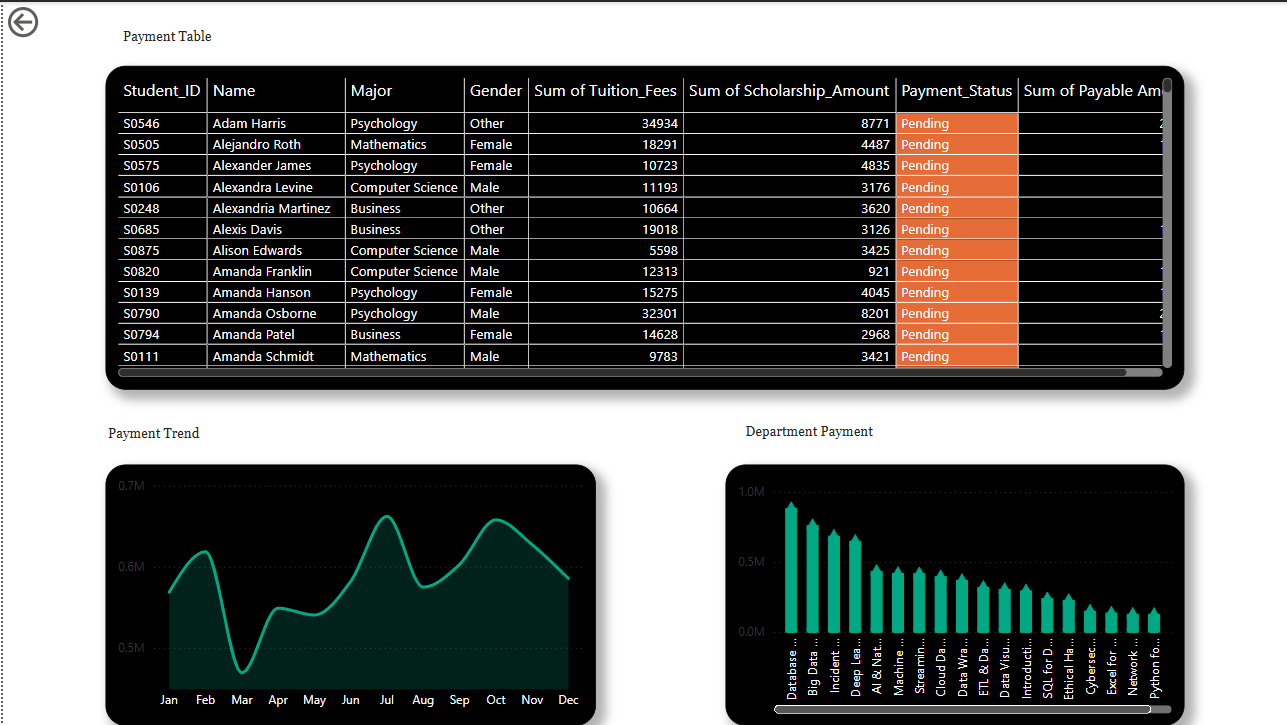 Payment Table
Student_ID Name Major Gender Sum of Tuition_Fees Sum of Scholarship_Amount Payment_Status Sum of Payable Am
S0546 Adam Harris Psychology Other 34934 8771 Pending
S0505 Alejandro Roth Mathematics Female 18291 4487 Pending
S0575 Alexander James Psychology Female 10723 4835 Pending
S0106 Alexandra Levine Computer Science Male 11193 3176 Pending
S0248 Alexandria Martinez Business Other 10664 3620 Pending
S0685 Alexis Davis Business Other 19018 3126 Pending
S0875 Alison Edwards Computer Science Male 5598 3425 Pending
S0820 Amanda Franklin Computer Science Male 12313 921 Pending
S0139 Amanda Hanson Psychology Female 15275 4045 Pending
S0790 Amanda Osborne Psychology Male 32301 8201 Pending
S0794 Amanda Patel Business Female 14628 2968 Pending
S0111 Amanda Schmidt Mathematics Male 9783 3421 Pending
Payment Trend
0.7M
0.6M
0.5M
Jan Feb Mar Apr May Jun Jul Aug Sep Oct Nov Dec
Department Payment
1.0M
0.5M
0.0M
Database ...
Big Data ...
Incident ...
Deep Lea...
AI & Nat...
Machine ...
Streamin...
Cloud Da...
Data Wra...
ETL & Da...
Data Visu...
Introducti...
SQL for D...
Ethical Ha...
Cybersec...
Excel for ...
Network ...
Python fo...